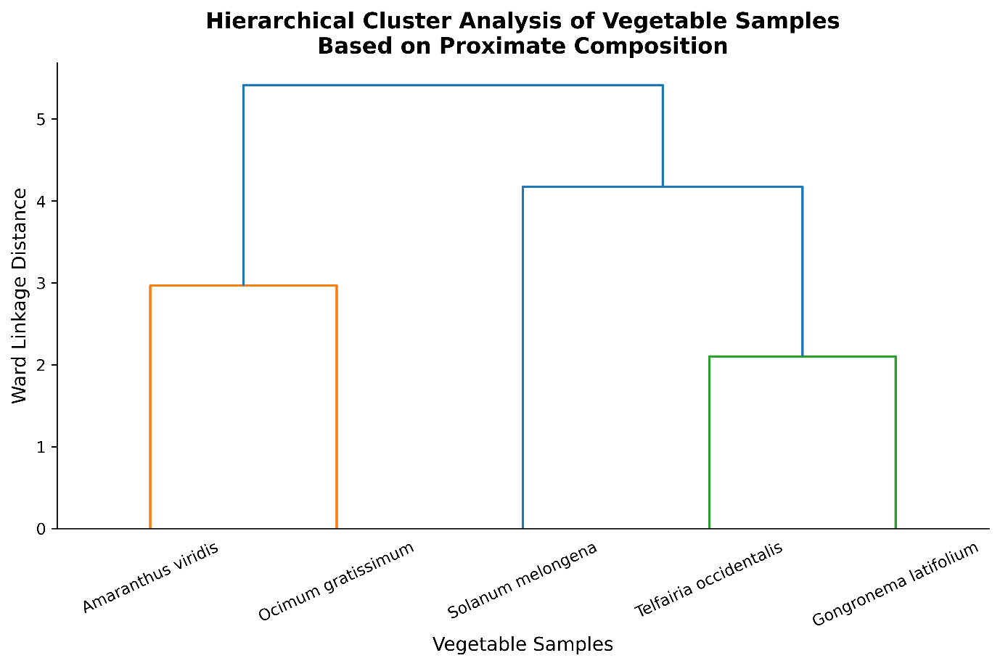 Hierarchical Cluster Analysis of Vegetable Samples
Based on Proximate Composition
Ward Linkage Distance
5
4
3
2
1
0
Amaranthus viridis
Ocimum gratissimum
Solanum melongena
Telfairia occidentalis
Gongronema latifolium
Vegetable Samples